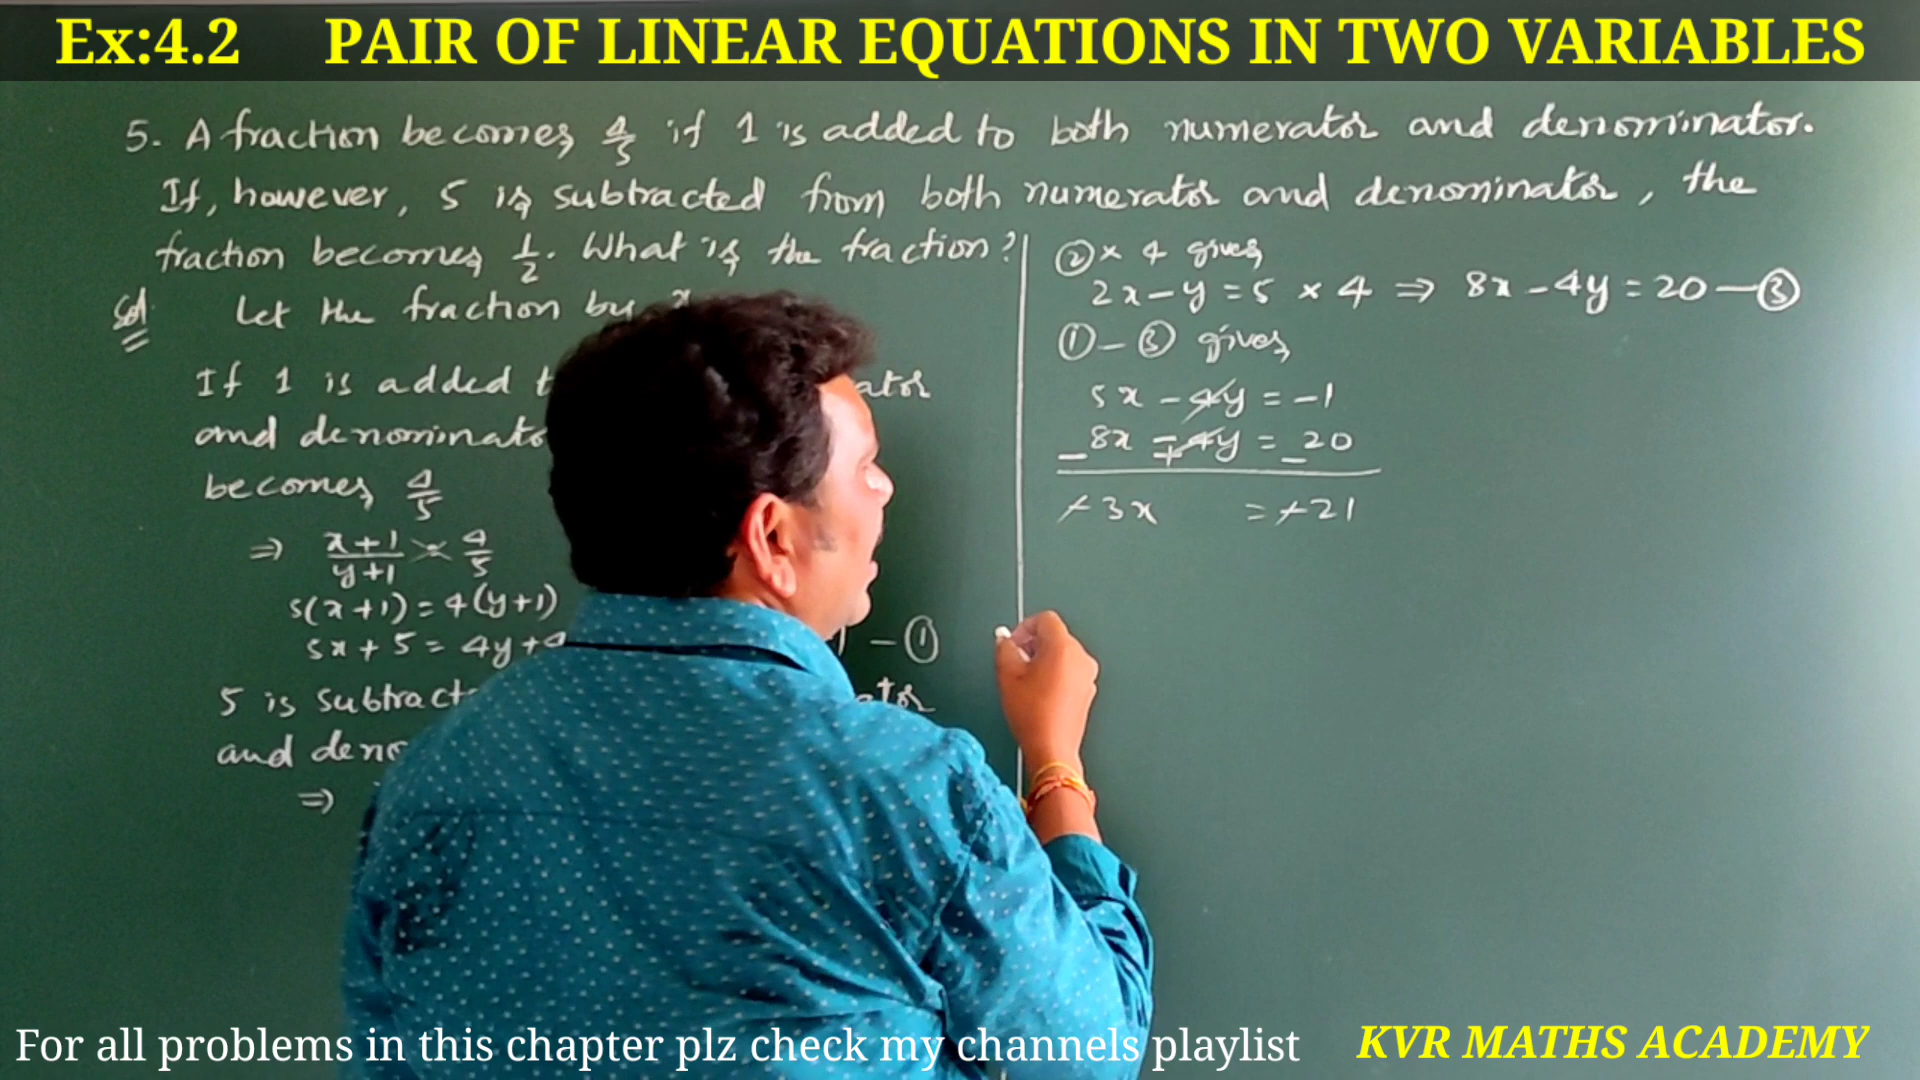 Ex:4.2 PAIR OF LINEAR EQUATIONS IN TWO VARIABLES
5. A fraction becomes 4/5 if 1 is added to both numerator and denominator.
If, however, 5 is subtracted from both numerator and denominator, the
fraction becomes 1/2. What is the fraction?
Sol Let the fraction be
If 1 is added
and
becomes 4/5
⇒ (x+1)/(y+1) = 4/5
5(x+1) = 4(y+1)
5x + 5 = 4y + 4
— ①
5 is
and
⇒
② × 4 gives
2x − y = 5 × 4 ⇒ 8x − 4y = 20 — ③
① − ③ gives
5x − 4y = −1
8x − 4y = 20
− + −
−3x = −21
For all problems in this chapter plz check my channels playlist
KVR MATHS ACADEMY